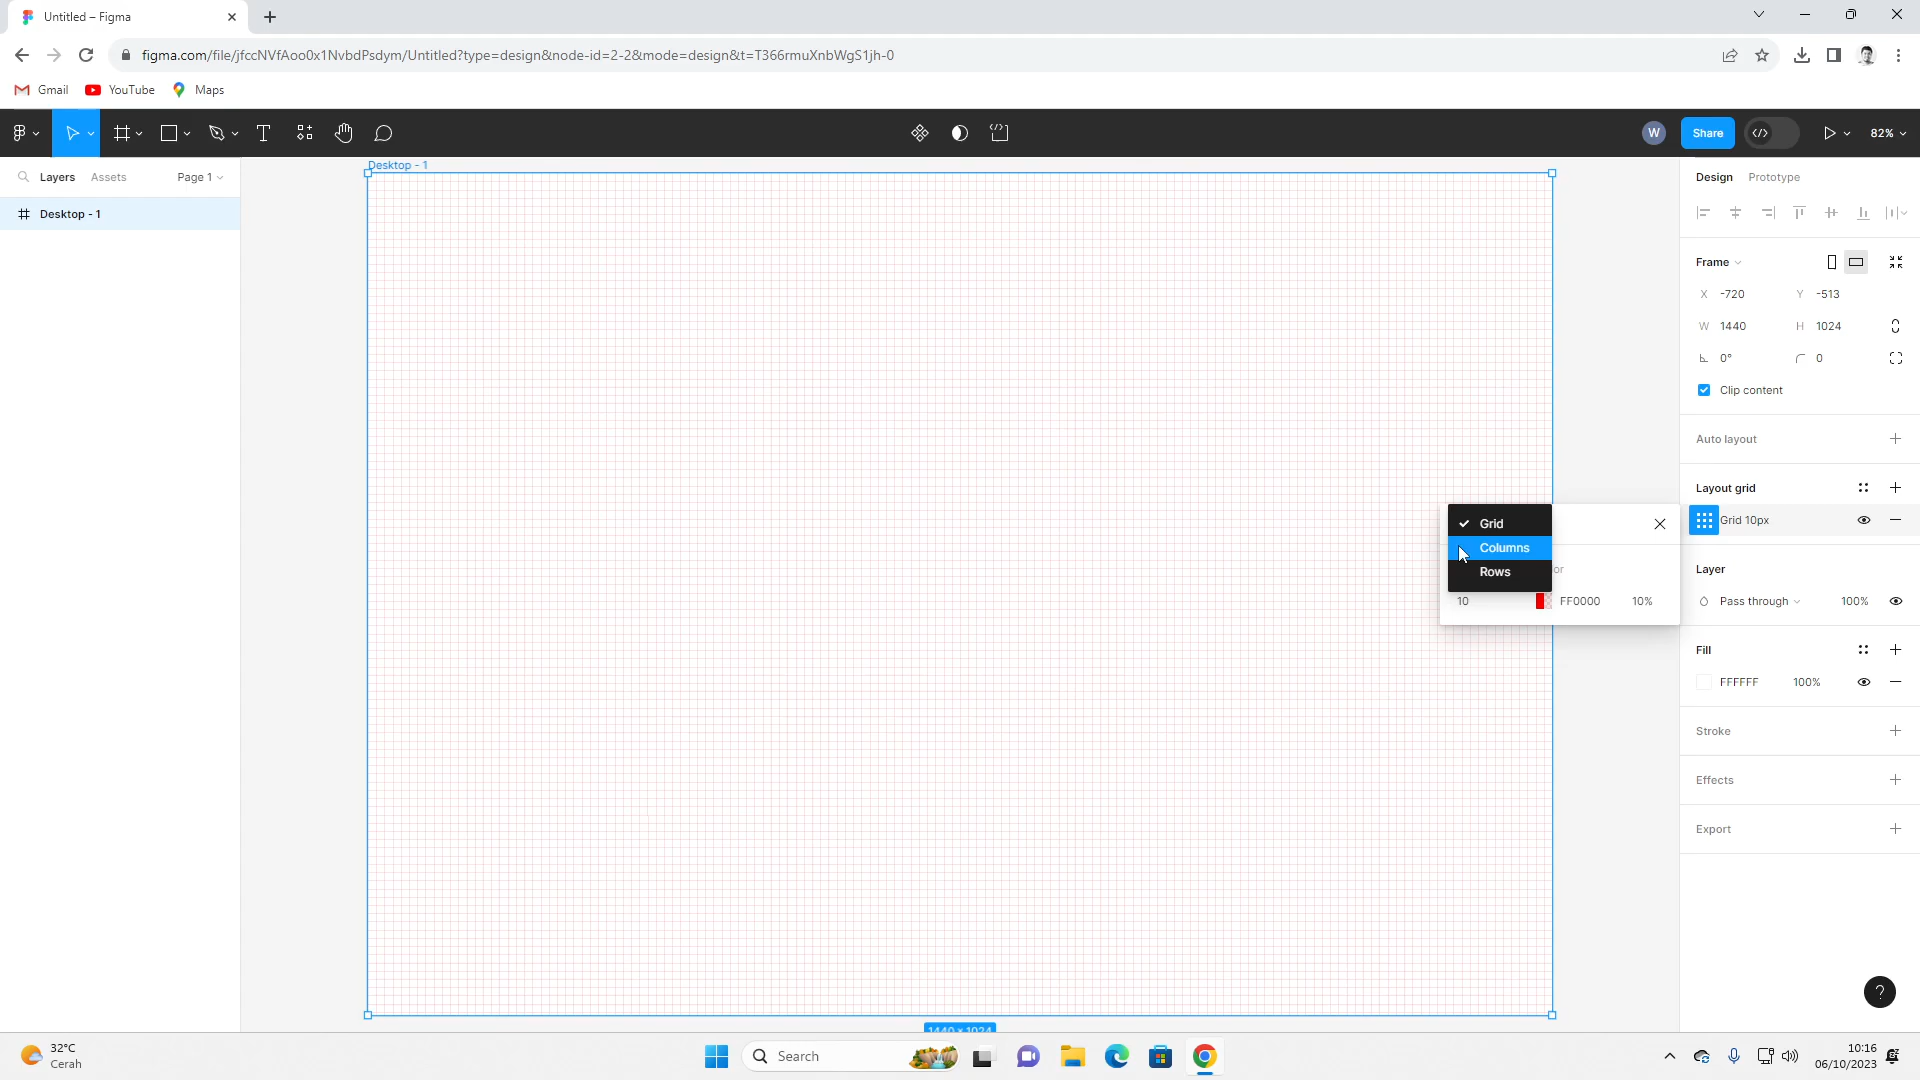 Untitled – Figma
figma.com/file/jfccNVfAoo0x1NvbdPsdym/Untitled?type=design&node-id=2-2&mode=design&t=T366rmuXnbWgS1jh-0
Gmail YouTube Maps
W Share 82%
Layers Assets Page 1
Desktop - 1
Desktop - 1
1440 × 1024
Grid
Columns
Rows
or
10 FF0000 10%
Design Prototype
Frame
X -720 Y -513
W 1440 H 1024
0° 0
Clip content
Auto layout
Layout grid
Grid 10px
Layer
Pass through 100%
Fill
FFFFFF 100%
Stroke
Effects
Export
?
32°C
Cerah
Search
10:16
06/10/2023